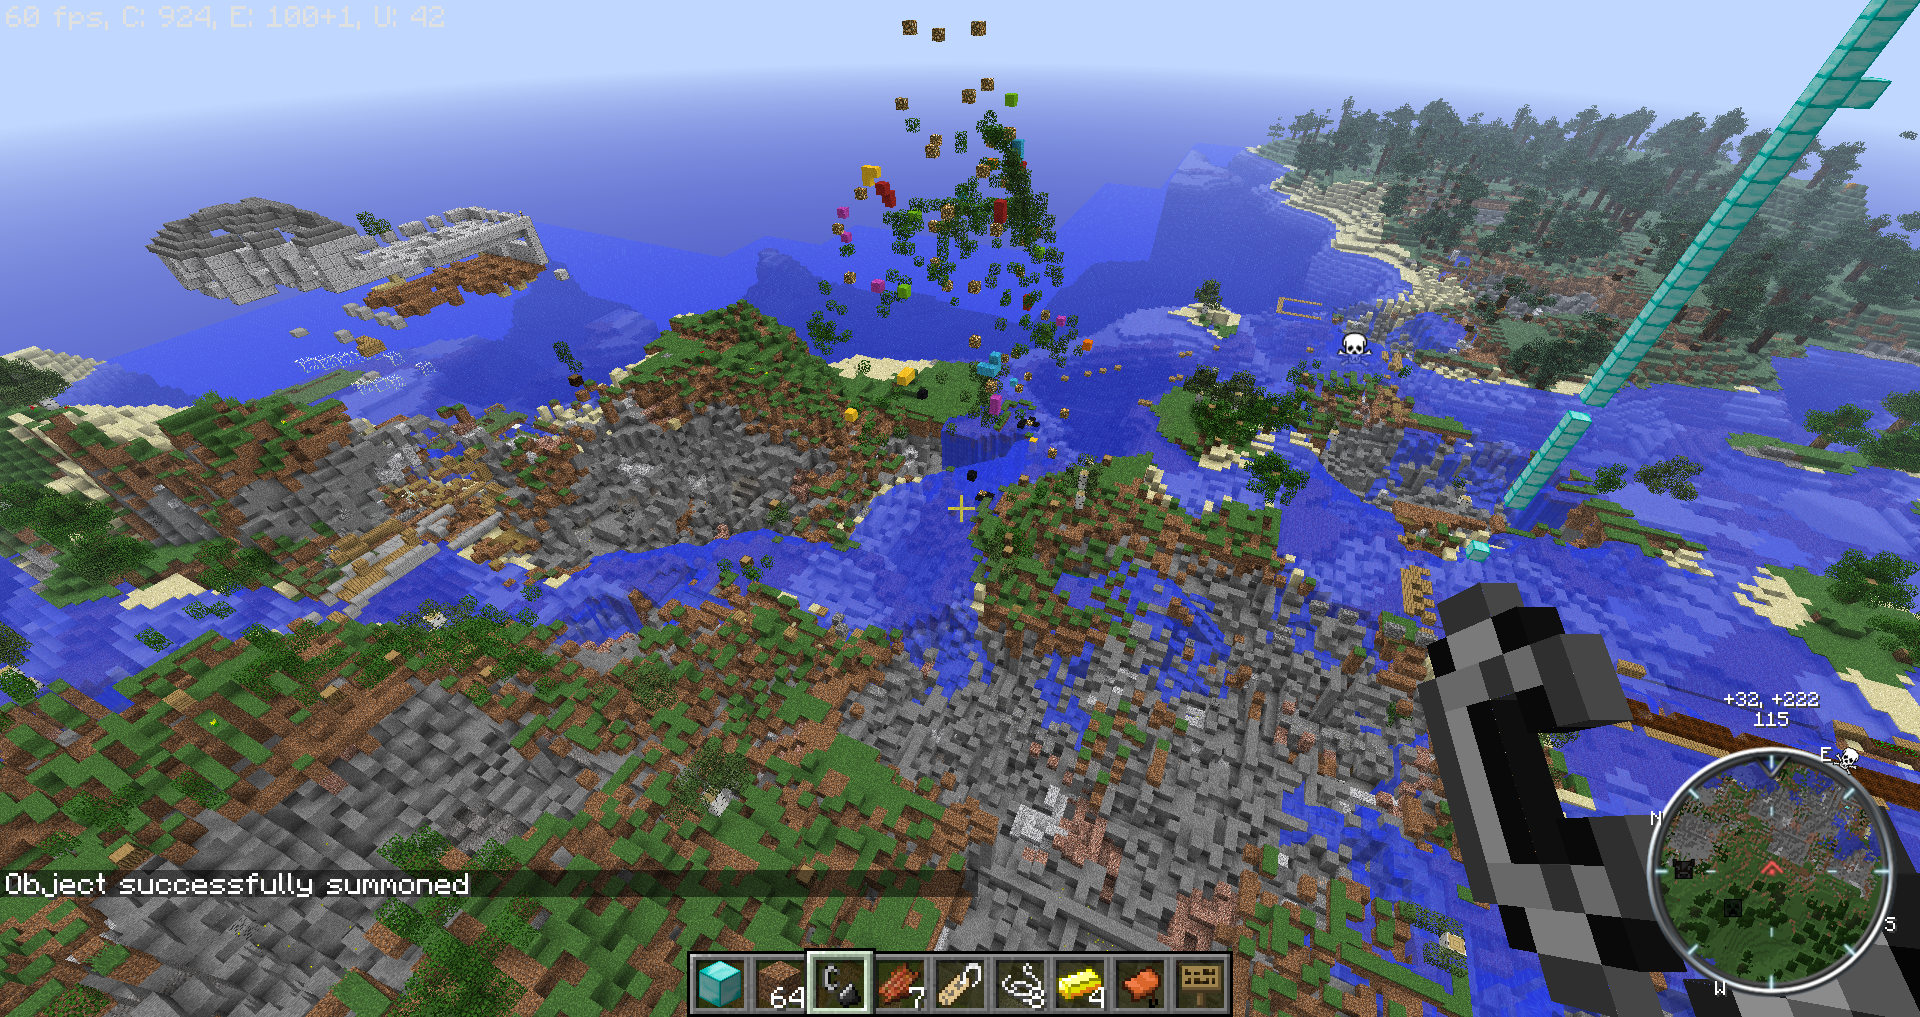 60 fps, C: 924, E: 100+1, U: 42
+32, +222
115
E
N
S
W
Object successfully summoned
64
7
8
4